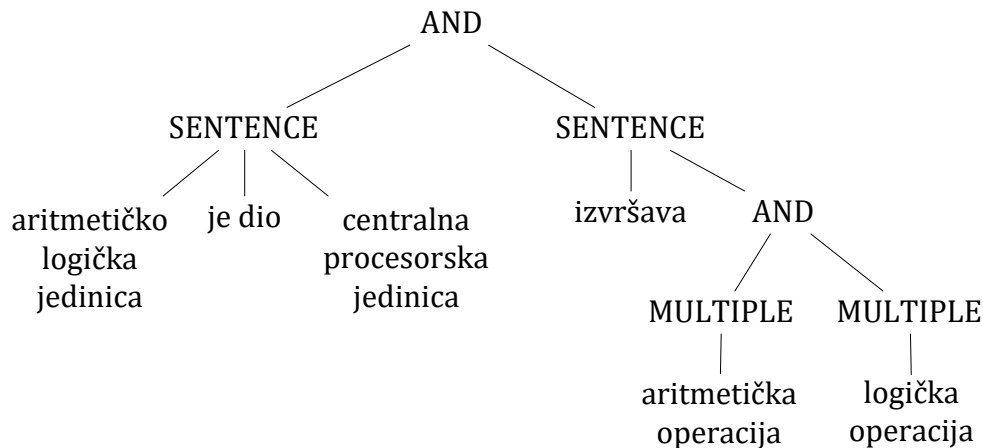 AND
SENTENCE SENTENCE
aritmetičko
logička
jedinica
je dio
centralna
procesorska
jedinica
izvršava
AND
MULTIPLE MULTIPLE
aritmetička
operacija
logička
operacija